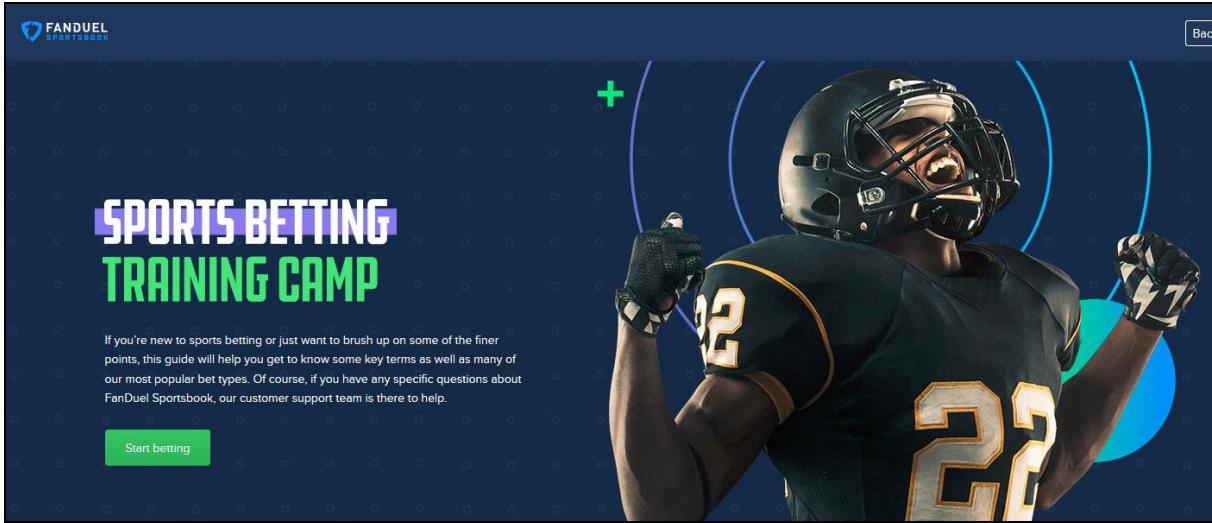 FANDUEL
SPORTSBOOK
Bac
SPORTS BETTING
TRAINING CAMP
If you're new to sports betting or just want to brush up on some of the finer
points, this guide will help you get to know some key terms as well as many of
our most popular bet types. Of course, if you have any specific questions about
FanDuel Sportsbook, our customer support team is there to help.
Start betting
22
22